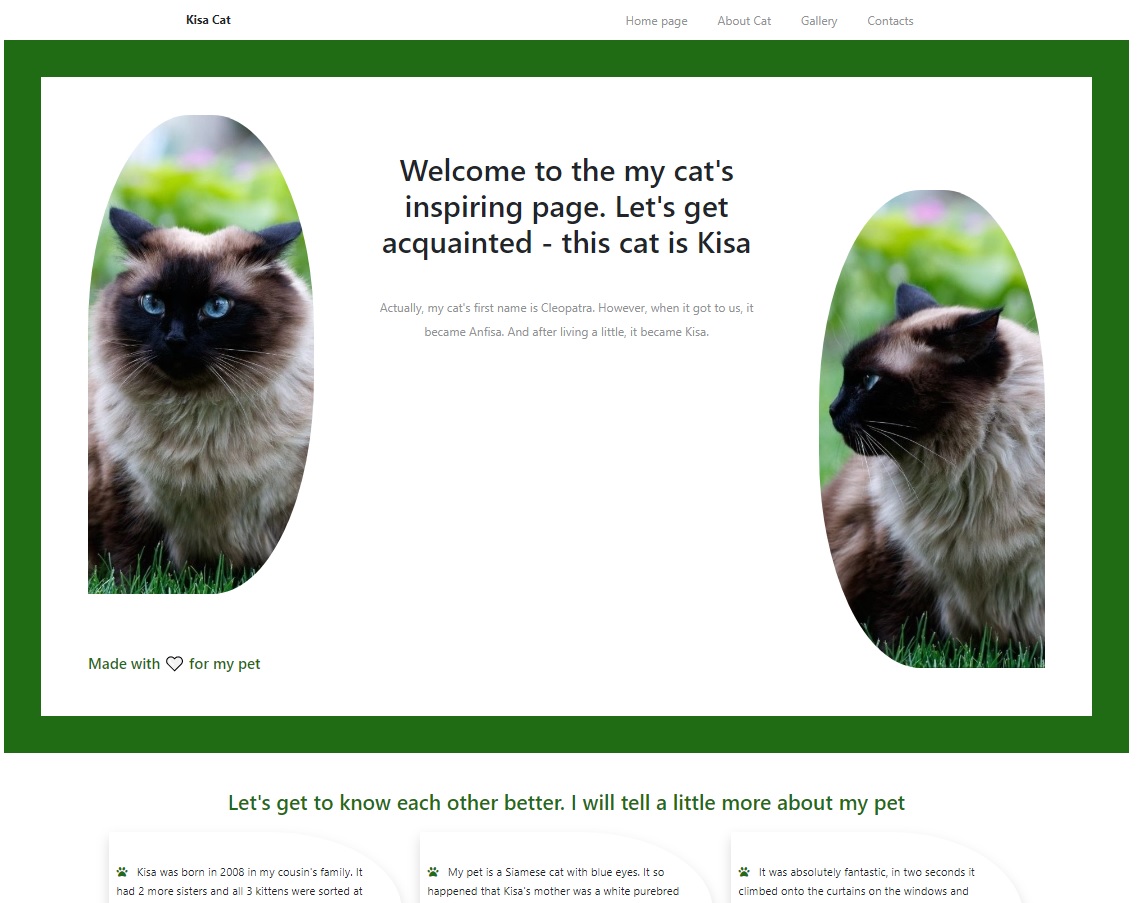 Kisa Cat
Home page
About Cat
Gallery
Contacts
Welcome to the my cat's
inspiring page. Let's get
acquainted - this cat is Kisa
Actually, my cat's first name is Cleopatra. However, when it got to us, it
became Anfisa. And after living a little, it became Kisa.
Made with for my pet
Let's get to know each other better. I will tell a little more about my pet
Kisa was born in 2008 in my cousin's family. It
had 2 more sisters and all 3 kittens were sorted at
My pet is a Siamese cat with blue eyes. It so
happened that Kisa's mother was a white purebred
It was absolutely fantastic, in two seconds it
climbed onto the curtains on the windows and